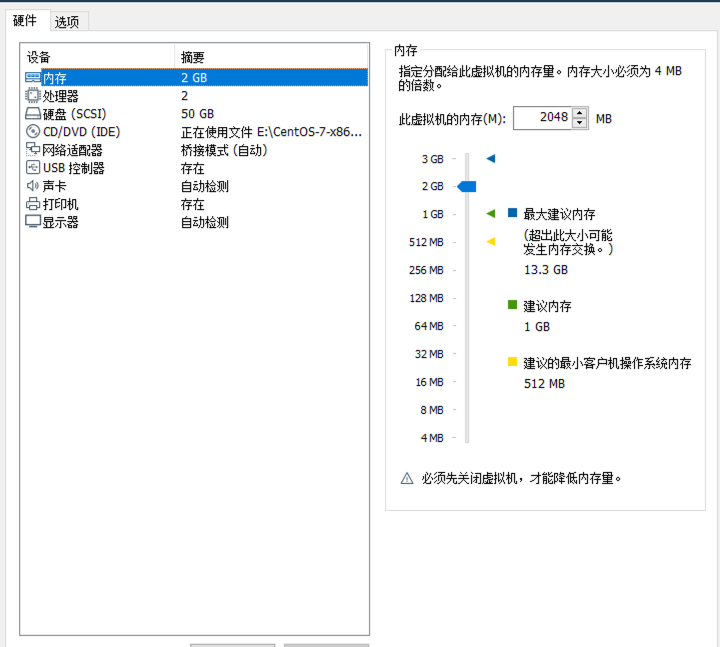 硬件 选项
设备 摘要
内存 2 GB
处理器 2
硬盘 (SCSI) 50 GB
CD/DVD (IDE) 正在使用文件 E:\CentOS-7-x86...
网络适配器 桥接模式 (自动)
USB 控制器 存在
声卡 自动检测
打印机 存在
显示器 自动检测
内存
指定分配给此虚拟机的内存量。内存大小必须为 4 MB
的倍数。
此虚拟机的内存(M): 2048 MB
3 GB
2 GB
1 GB
512 MB
256 MB
128 MB
64 MB
32 MB
16 MB
8 MB
4 MB
最大建议内存
(超出此大小可能
发生内存交换。)
13.3 GB
建议内存
1 GB
建议的最小客户机操作系统内存
512 MB
必须先关闭虚拟机，才能降低内存量。